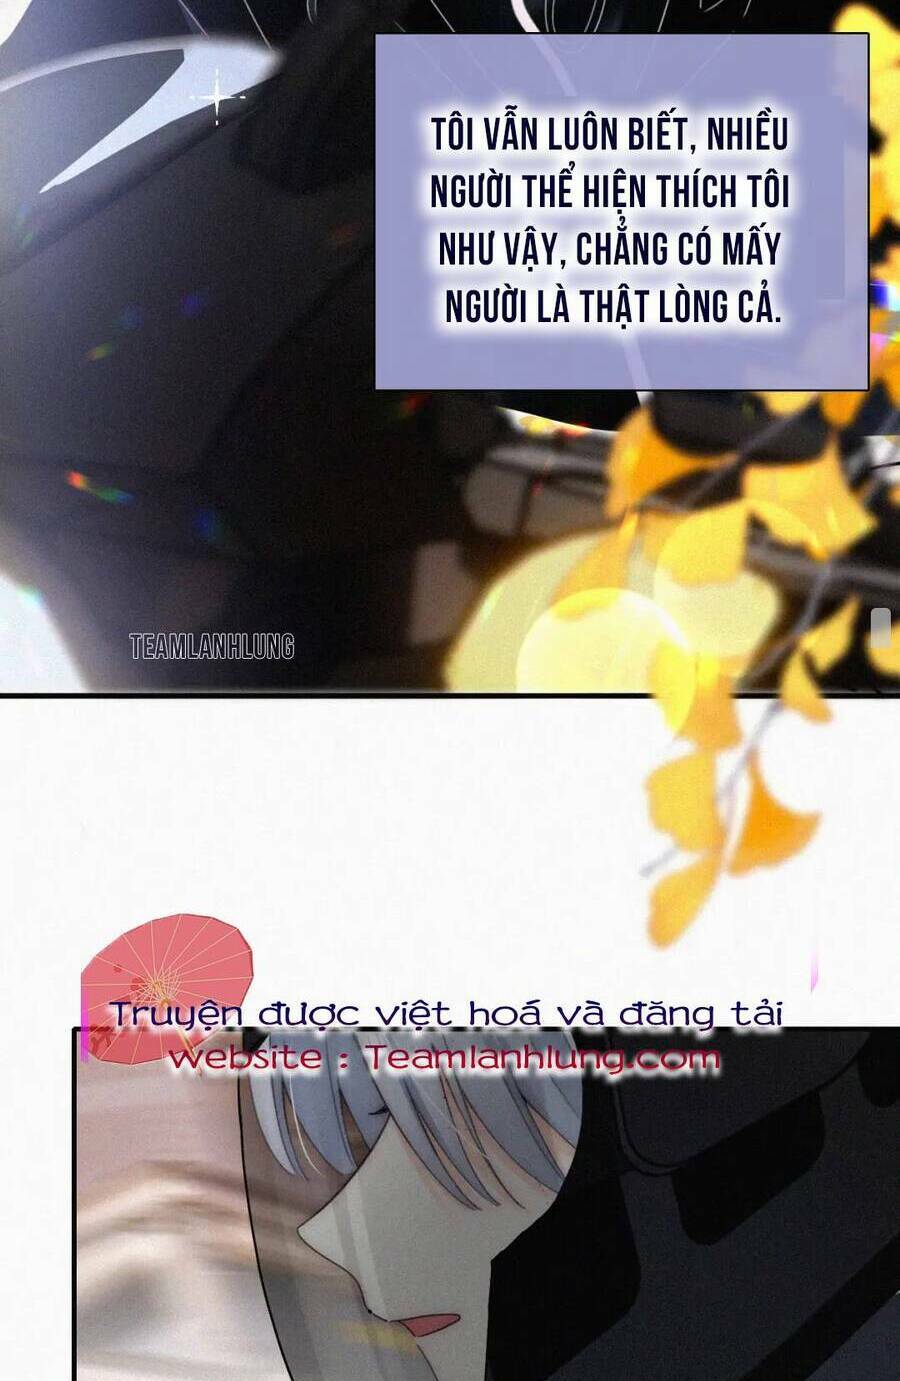 TÔI VẪN LUÔN BIẾT, NHIỀU
NGƯỜI THỂ HIỆN THÍCH TÔI
NHƯ VẬY, CHẲNG CÓ MẤY
NGƯỜI LÀ THẬT LÒNG CẢ.
TEAMLANHLUNG
Truyện được việt hoá và đăng tải
website : Teamlanhlung.com